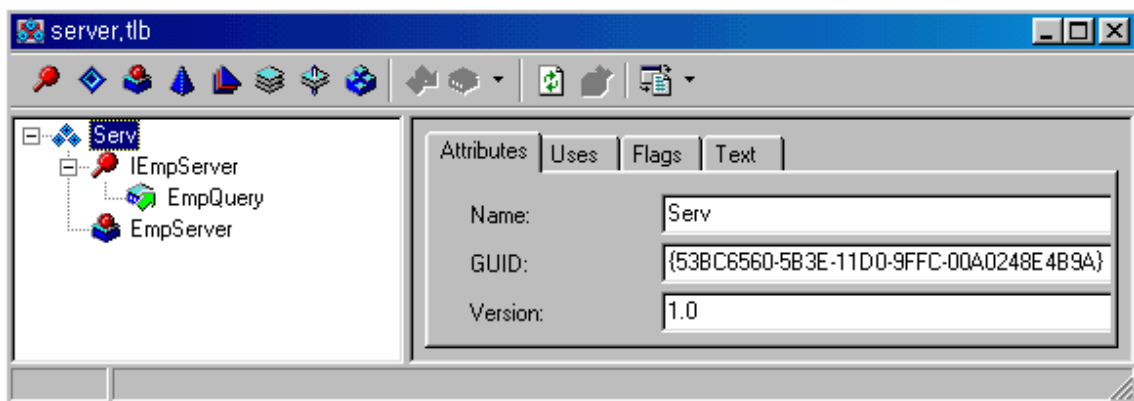 server.tlb
Serv
IEmpServer
EmpQuery
EmpServer
Attributes Uses Flags Text
Name: Serv
GUID: {53BC6560-5B3E-11D0-9FFC-00A0248E4B9A}
Version: 1.0